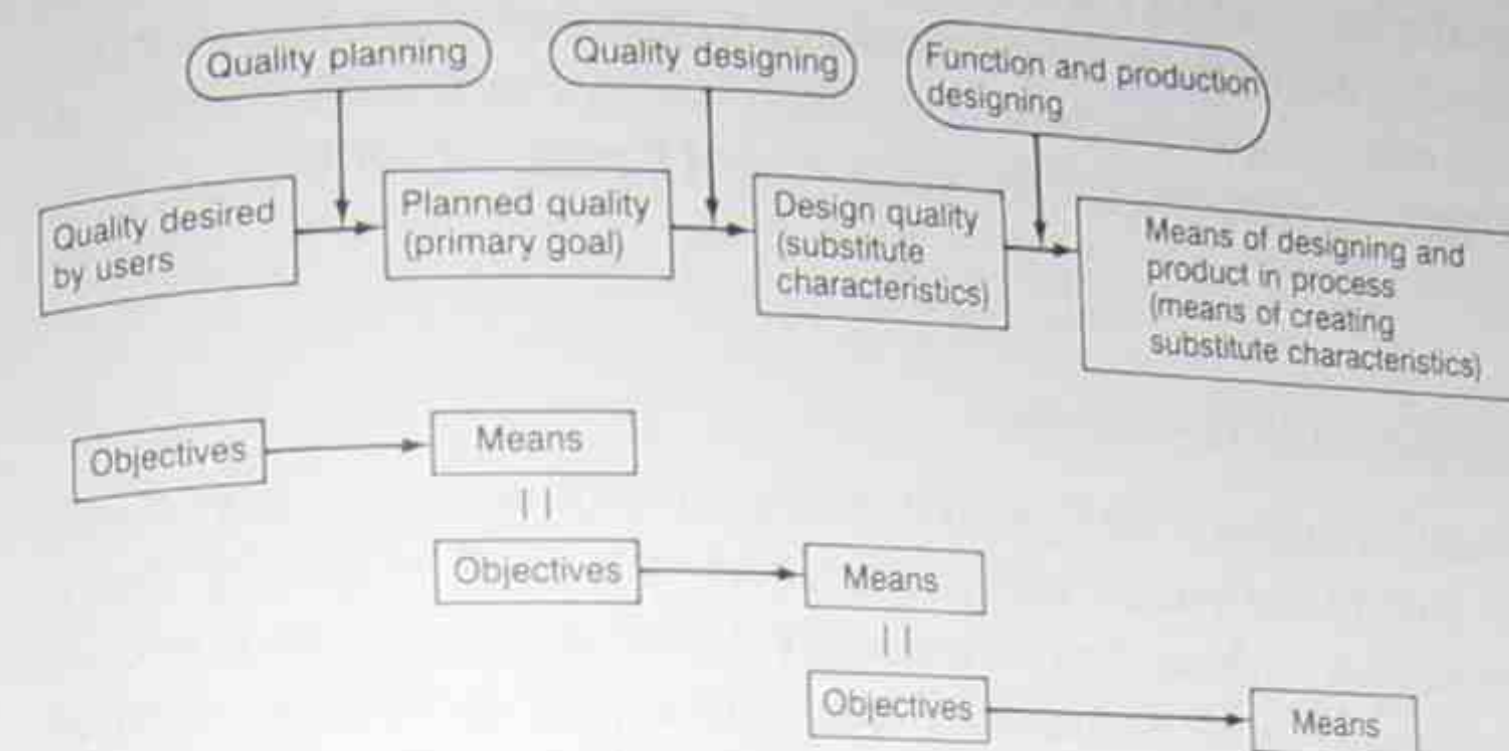 Quality planning
Quality designing
Function and production
designing
Quality desired
by users
Planned quality
(primary goal)
Design quality
(substitute
characteristics)
Means of designing and
product in process
(means of creating
substitute characteristics)
Objectives
Means
Objectives
Means
Objectives
Means